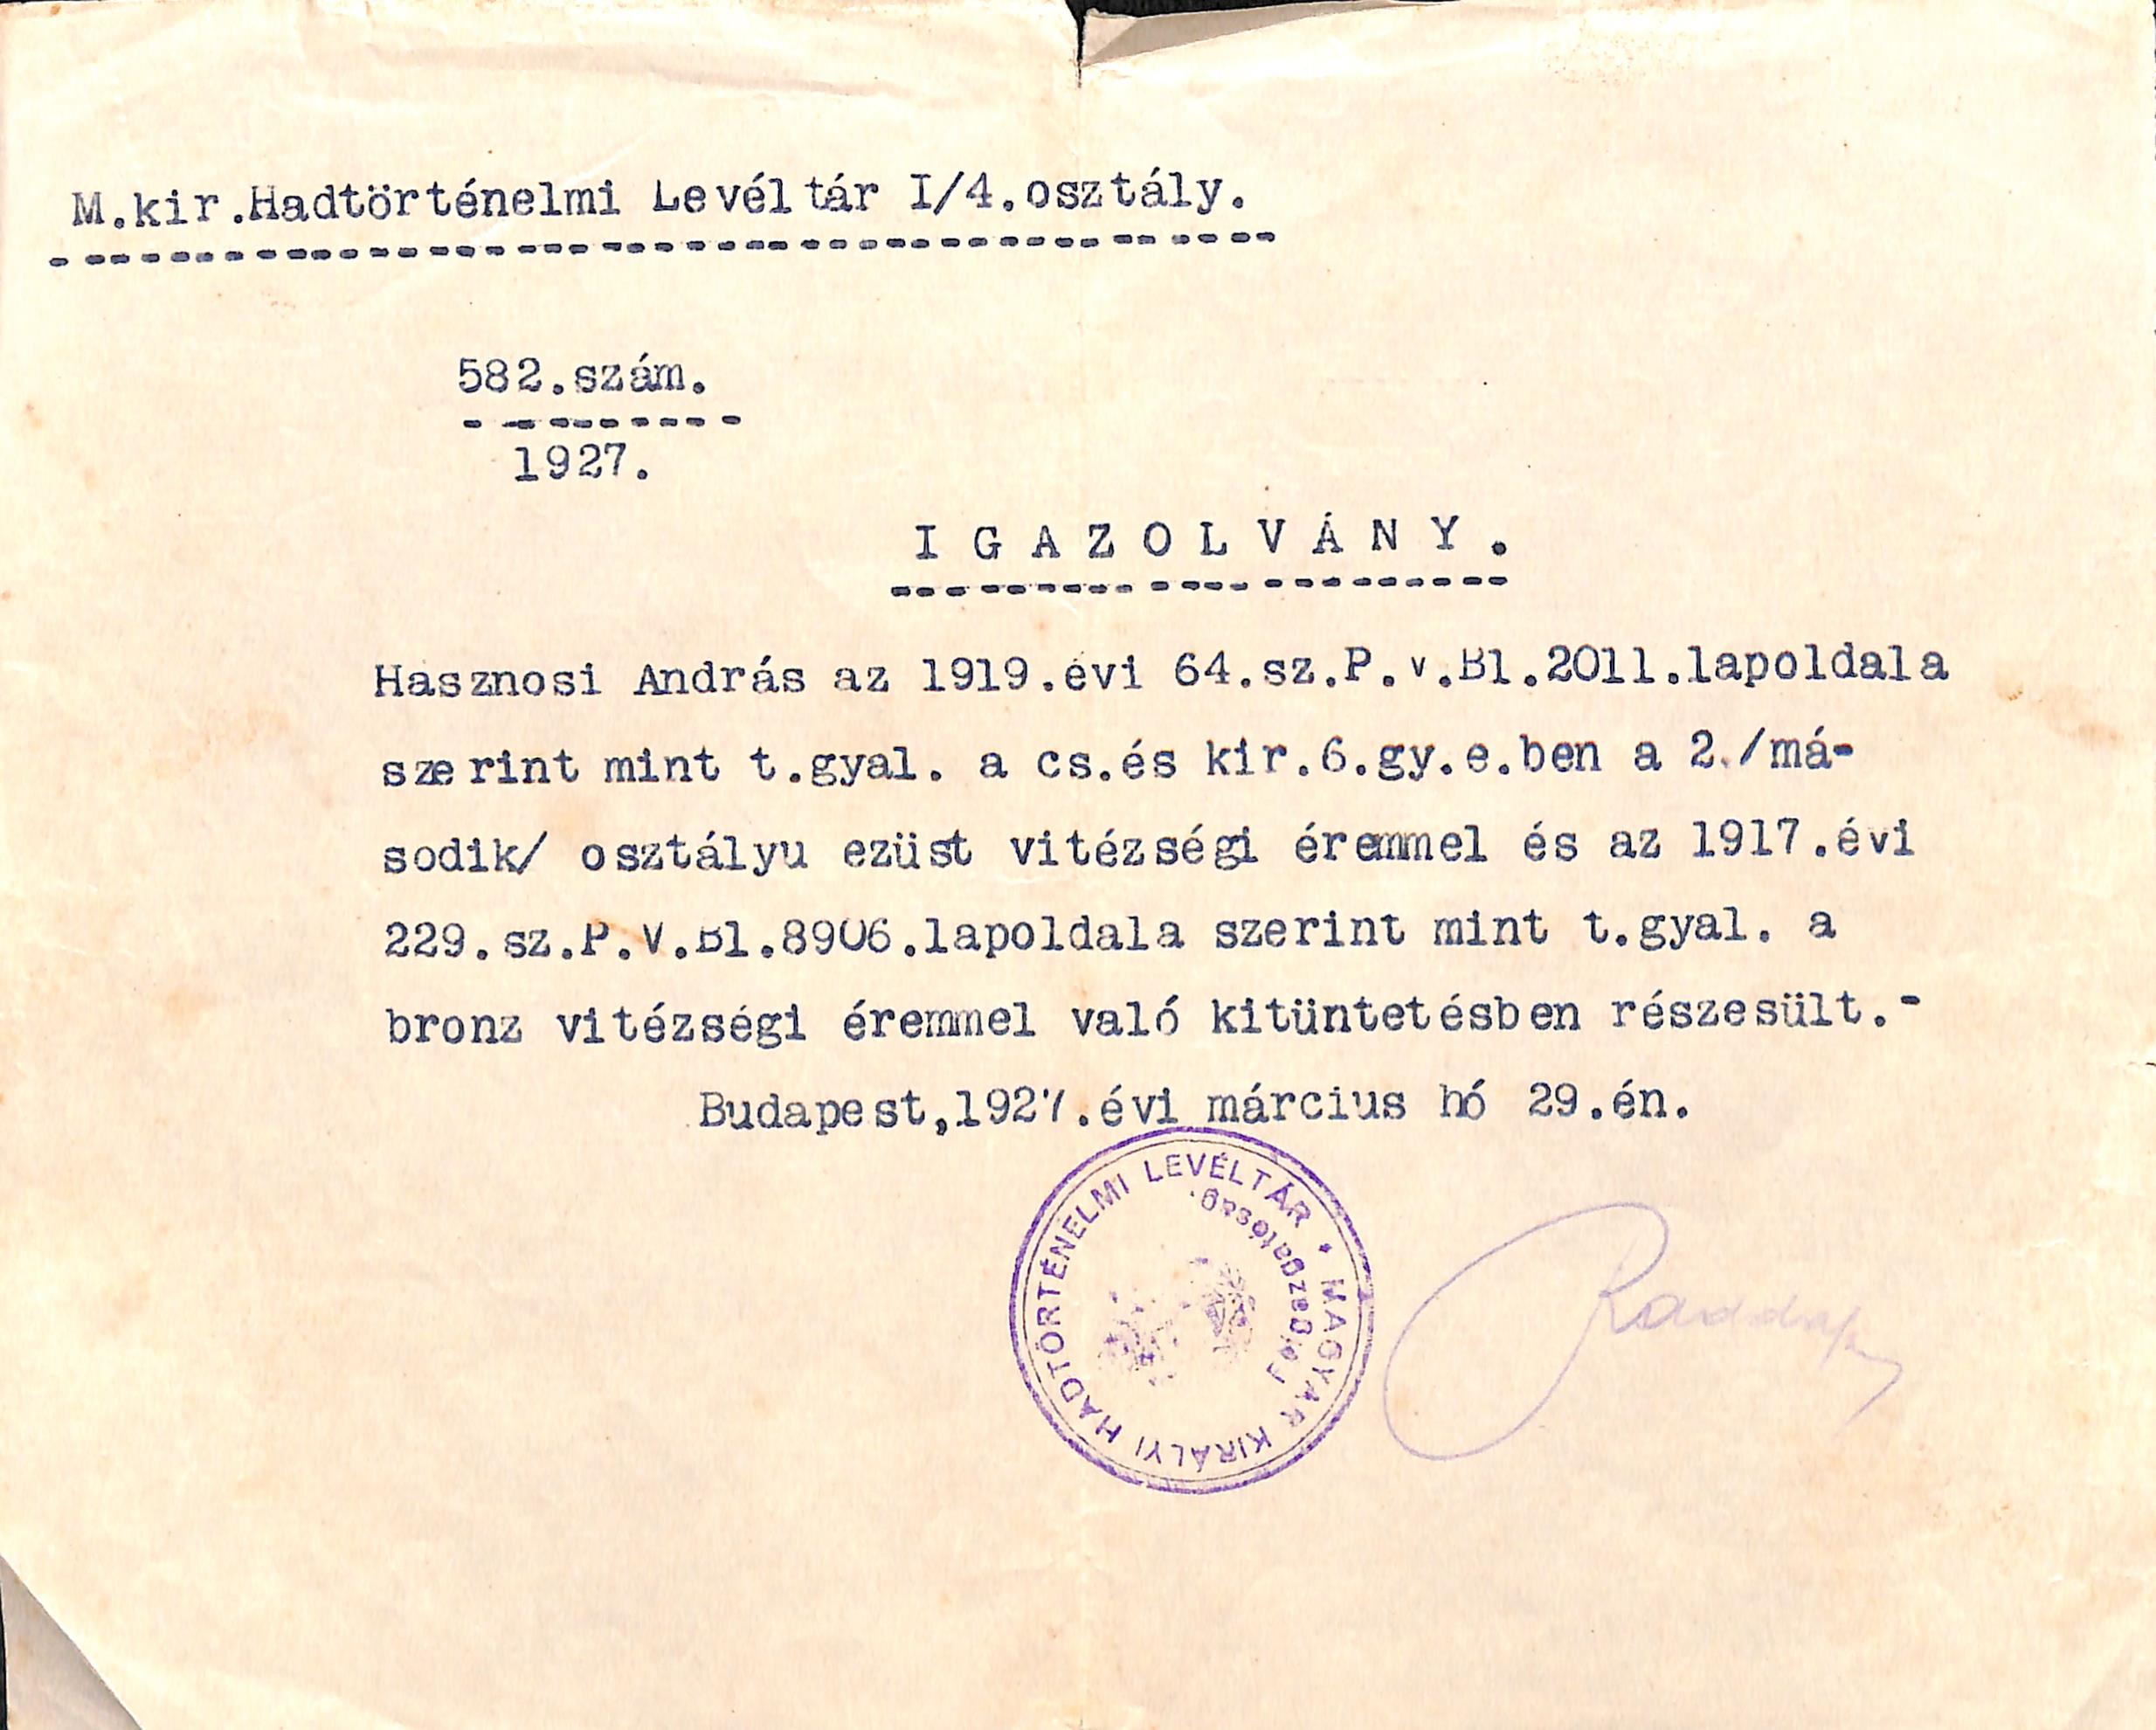 M.kir.Hadtörténelmi Levéltár I/4.osztály.
582.szám.
1927.
IGAZOLVÁNY.
Hasznosi András az 1919.évi 64.sz.P.v.Bl.2011.lapoldala
szerint mint t.gyal. a cs.és kir.6.gy.e.ben a 2./má-
sodik/ osztályu ezüst vitézségi éremmel és az 1917.évi
229.sz.P.V.Bl.8906.lapoldala szerint mint t.gyal. a
bronz vitézségi éremmel való kitüntetésben részesült.-
Budapest,1927.évi március hó 29.én.
MAGYAR KIRÁLYI HADTÖRTÉNELMI LEVÉLTÁR
Főigazgatóság.